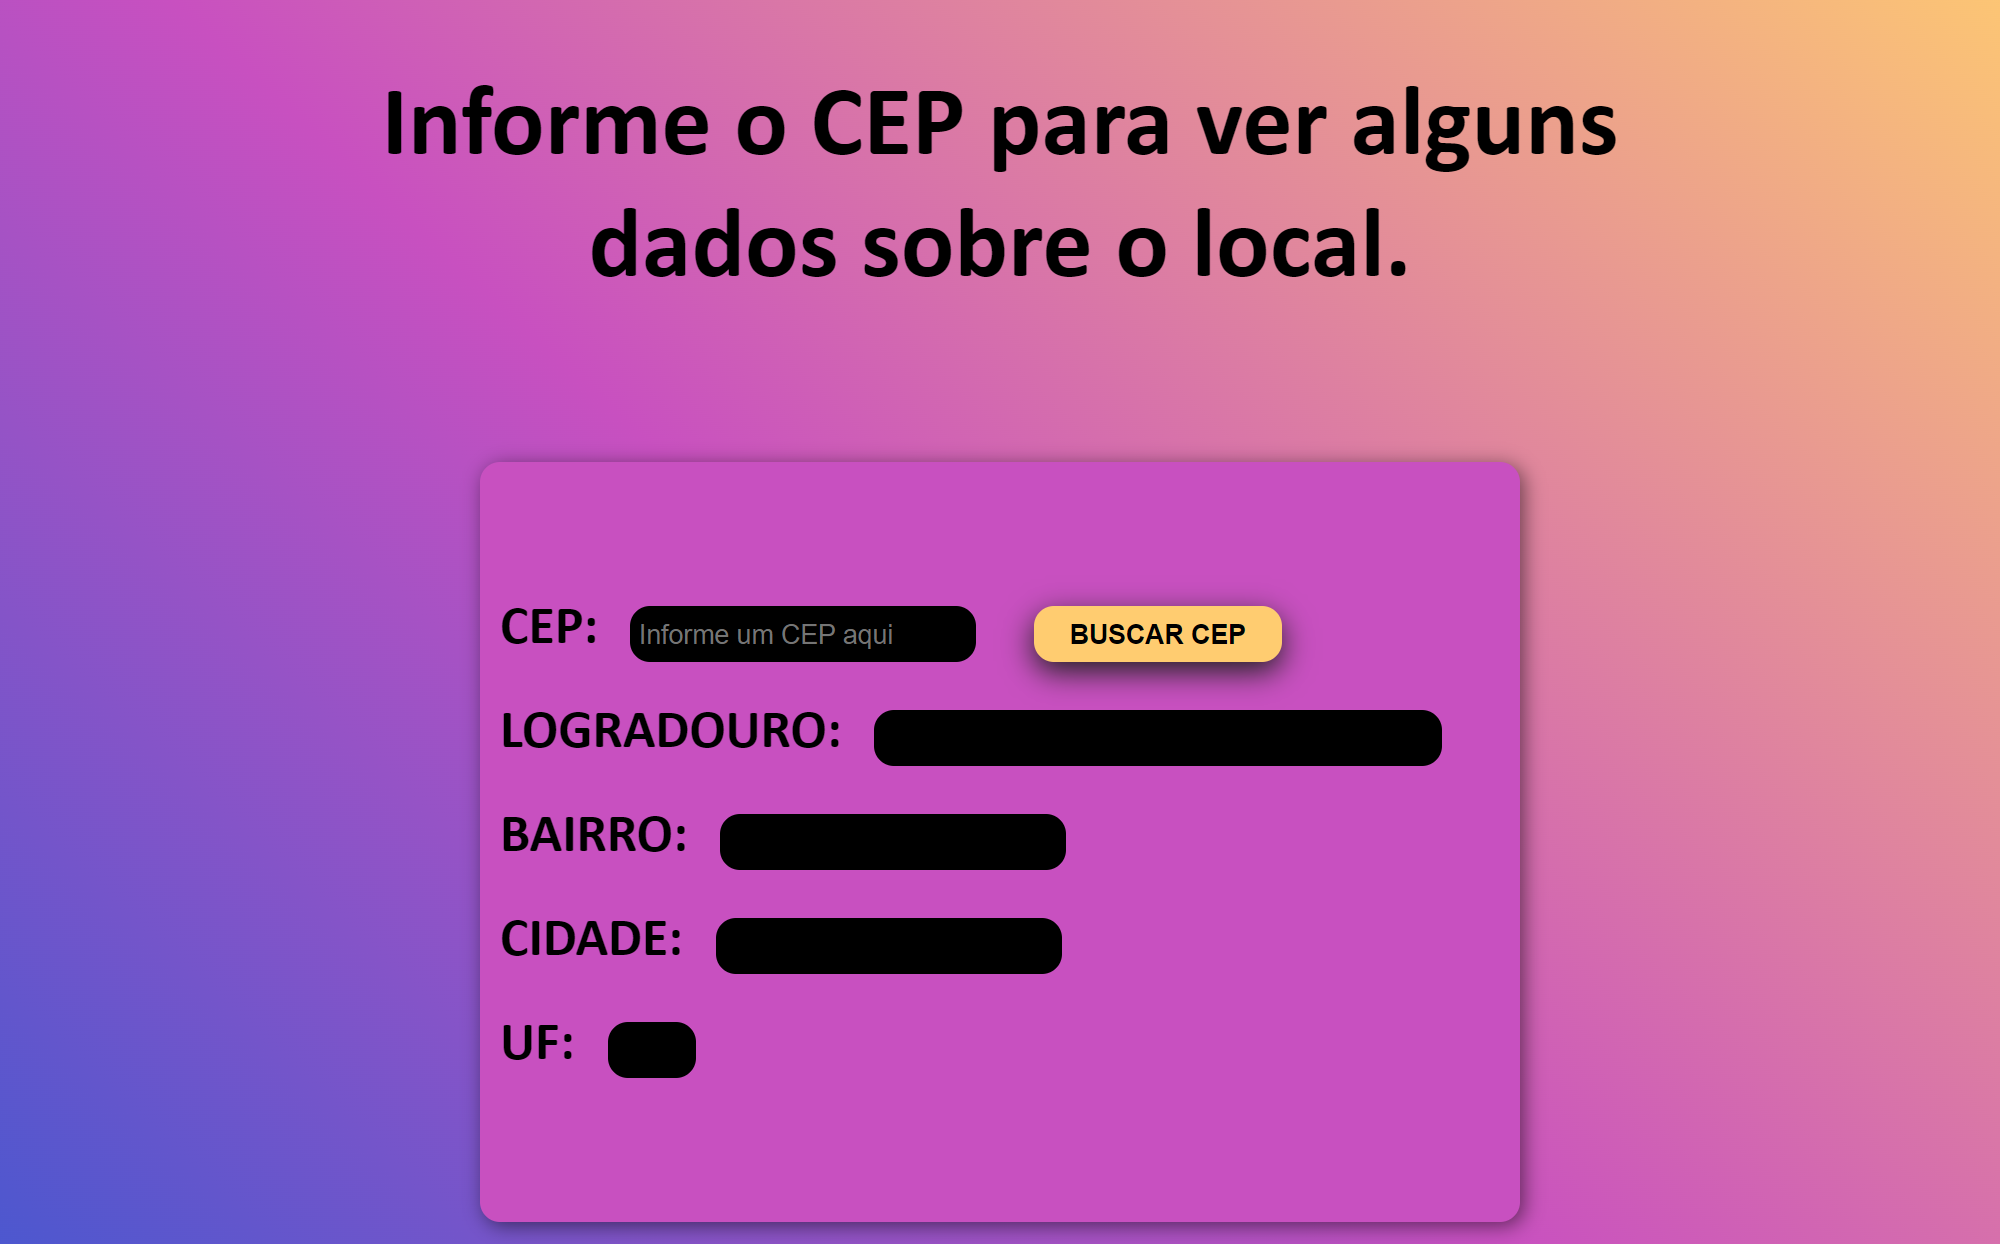 Informe o CEP para ver alguns
dados sobre o local.
CEP: Informe um CEP aqui BUSCAR CEP
LOGRADOURO:
BAIRRO:
CIDADE:
UF: